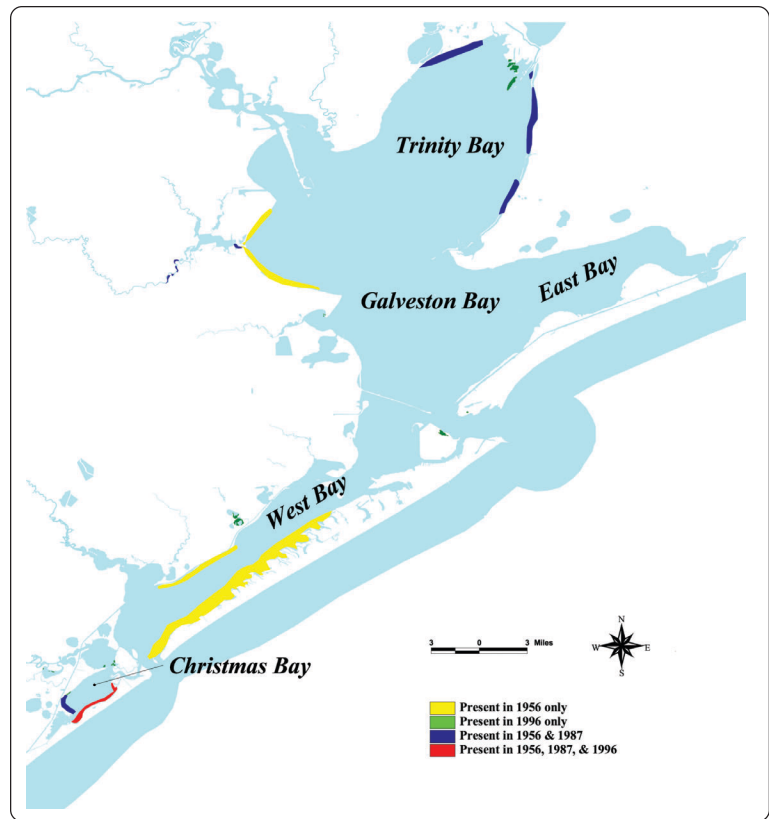 Trinity Bay
East Bay
Galveston Bay
West Bay
Christmas Bay
3 0 3 Miles
N
W E
S
Present in 1956 only
Present in 1996 only
Present in 1956 & 1987
Present in 1956, 1987, & 1996